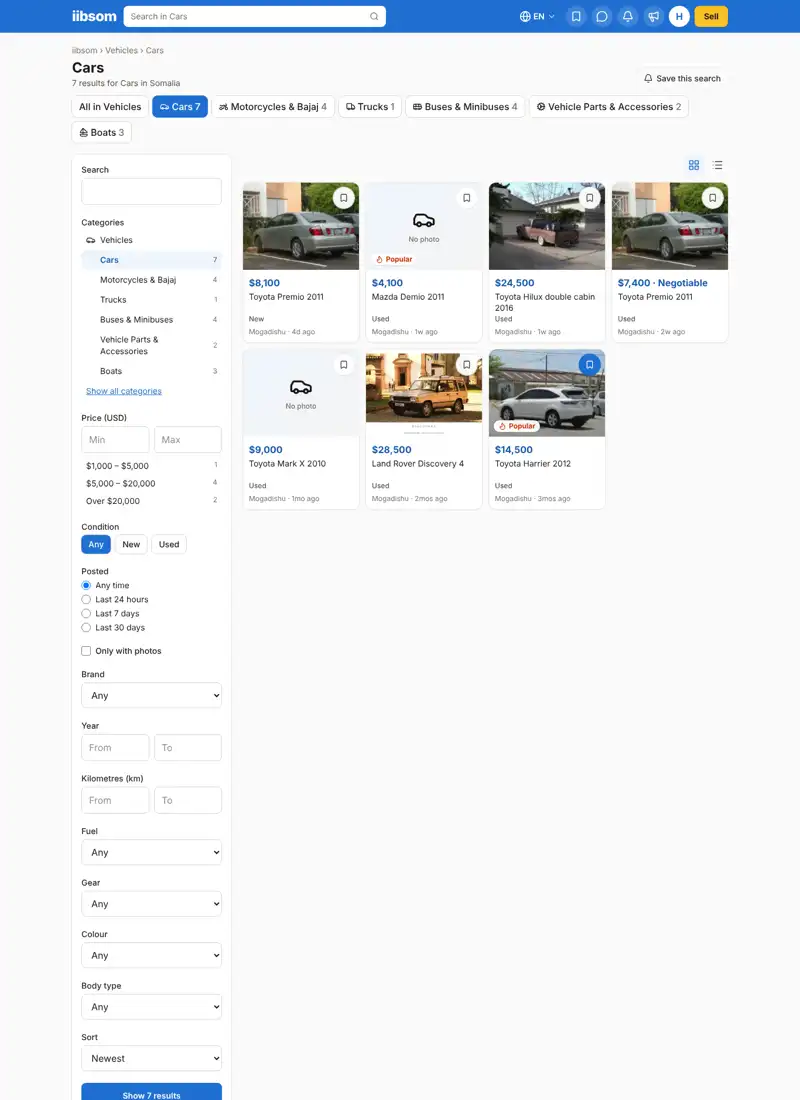 iibsom
Search in Cars
EN
H
Sell
iibsom › Vehicles › Cars
Cars
7 results for Cars in Somalia
Save this search
All in Vehicles
Cars 7
Motorcycles & Bajaj 4
Trucks 1
Buses & Minibuses 4
Vehicle Parts & Accessories 2
Boats 3
Search
Categories
Vehicles
Cars 7
Motorcycles & Bajaj 4
Trucks 1
Buses & Minibuses 4
Vehicle Parts &
Accessories 2
Boats 3
Show all categories
Price (USD)
Min
Max
$1,000 – $5,000 1
$5,000 – $20,000 4
Over $20,000 2
Condition
Any
New
Used
Posted
Any time
Last 24 hours
Last 7 days
Last 30 days
Only with photos
Brand
Any
Year
From
To
Kilometres (km)
From
To
Fuel
Any
Gear
Any
Colour
Any
Body type
Any
Sort
Newest
Show 7 results
$8,100
Toyota Premio 2011
New
Mogadishu · 4d ago
No photo
Popular
$4,100
Mazda Demio 2011
Used
Mogadishu · 1w ago
$24,500
Toyota Hilux double cabin
2016
Used
Mogadishu · 1w ago
$7,400 · Negotiable
Toyota Premio 2011
Used
Mogadishu · 2w ago
No photo
$9,000
Toyota Mark X 2010
Used
Mogadishu · 1mo ago
$28,500
Land Rover Discovery 4
Used
Mogadishu · 2mos ago
Popular
$14,500
Toyota Harrier 2012
Used
Mogadishu · 3mos ago